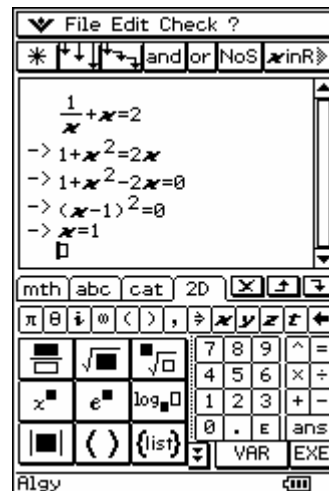 File Edit Check ?
and or NoS xinR
1/x+x=2
-> 1+x²=2x
-> 1+x²-2x=0
-> (x-1)²=0
-> x=1
mth abc cat 2D
π θ i ∞ ( ) , ⇒ x y z t ←
√■ ■√□ 7 8 9 ^ =
x■ e■ log■□ 4 5 6 × ÷
1 2 3 + -
|■| ( ) {list} 0 . E ans
VAR EXE
Algy